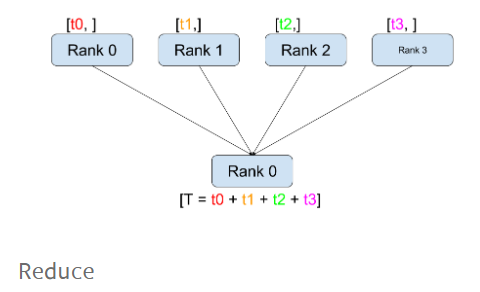 [t0, ] [t1,] [t2,] [t3, ]
Rank 0 Rank 1 Rank 2 Rank 3
Rank 0
[T = t0 + t1 + t2 + t3]
Reduce